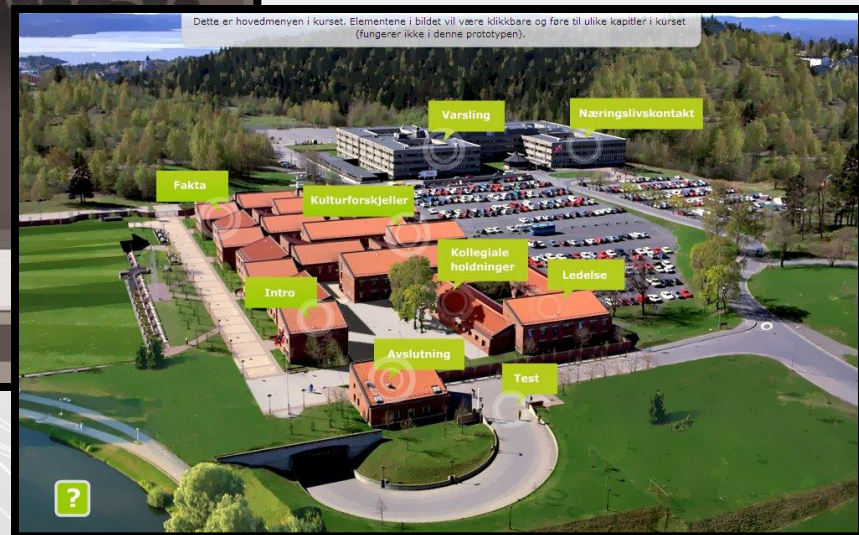 Dette er hovedmenyen i kurset. Elementene i bildet vil være klikkbare og føre til ulike kapitler i kurset
(fungerer ikke i denne prototypen).
Varsling
Næringslivskontakt
Fakta
Kulturforskjeller
Kollegiale
holdninger
Ledelse
Intro
Avslutning
Test
?